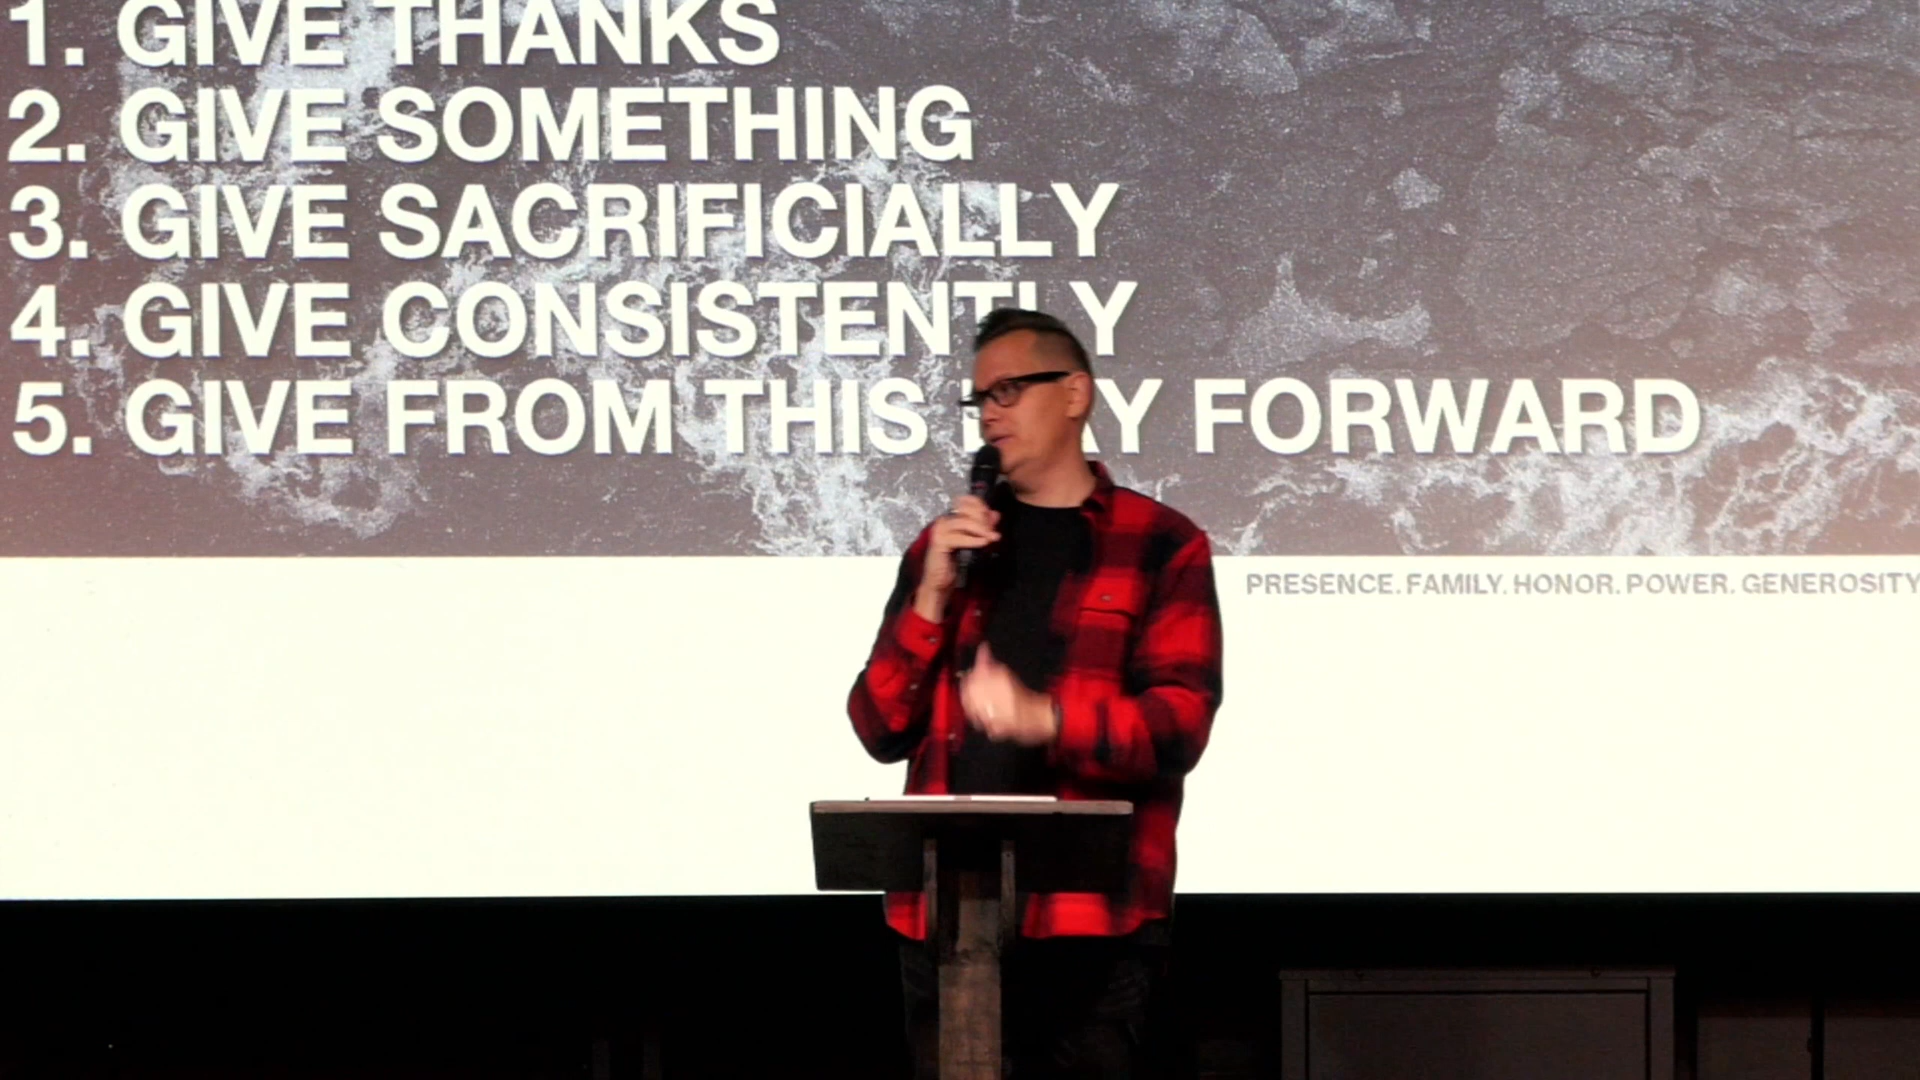 1. GIVE THANKS
2. GIVE SOMETHING
3. GIVE SACRIFICIALLY
4. GIVE CONSISTENTLY
5. GIVE FROM THIS DAY FORWARD
PRESENCE. FAMILY. HONOR. POWER. GENEROSITY